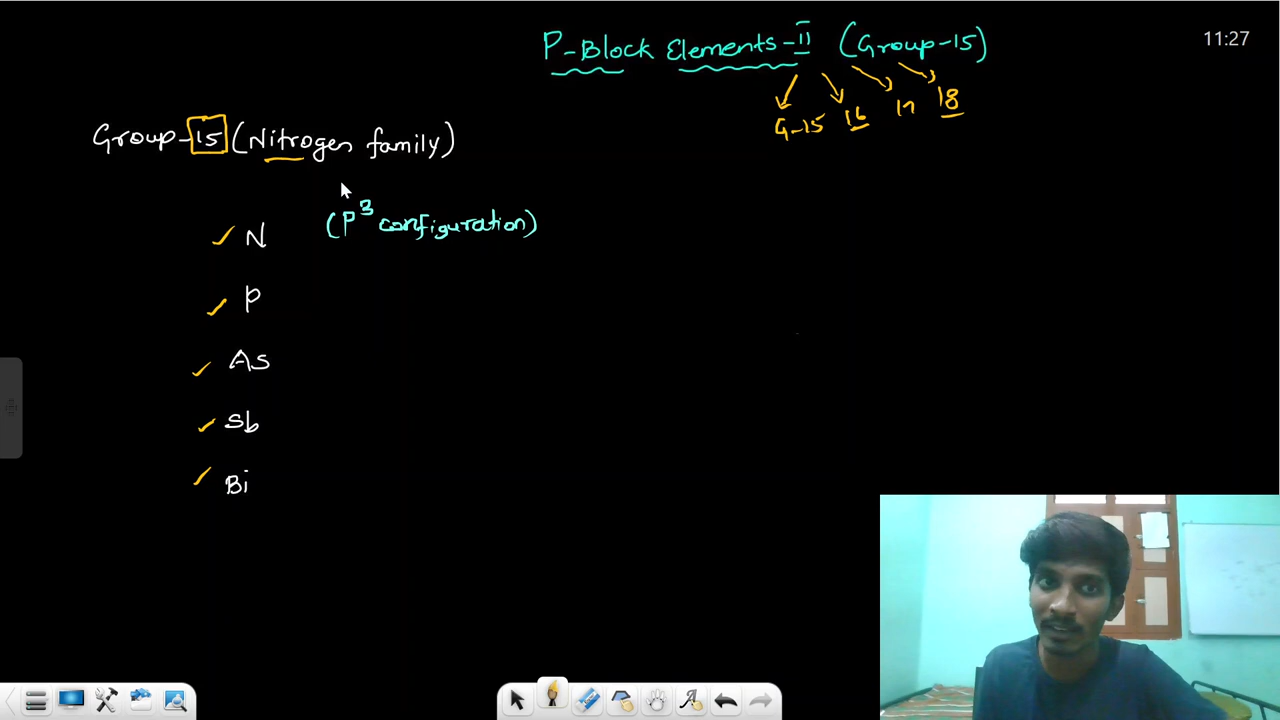 P-Block Elements-II (Group-15)
11:27
G-15 16 17 18
Group-15 (Nitrogen family)
(P³ configuration)
N
P
As
Sb
Bi